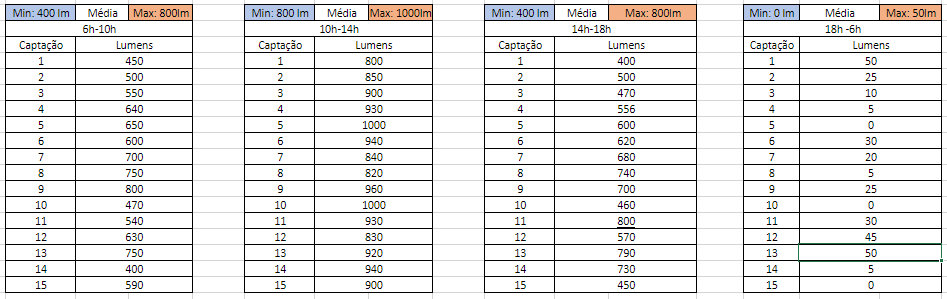 Min: 400 lm Média Max: 800lm Min: 800 lm Média Max: 1000lm Min: 400 lm Média Max: 800lm Min: 0 lm Média Max: 50lm
6h-10h 10h-14h 14h-18h 18h -6h
Captação Lumens Captação Lumens Captação Lumens Captação Lumens
1 450 1 800 1 400 1 50
2 500 2 850 2 500 2 25
3 550 3 900 3 470 3 10
4 640 4 930 4 556 4 5
5 650 5 1000 5 600 5 0
6 600 6 940 6 620 6 30
7 700 7 840 7 680 7 20
8 750 8 820 8 740 8 5
9 800 9 960 9 700 9 25
10 470 10 1000 10 460 10 0
11 540 11 930 11 800 11 30
12 630 12 830 12 570 12 45
13 750 13 920 13 790 13 50
14 400 14 940 14 730 14 5
15 590 15 900 15 450 15 0